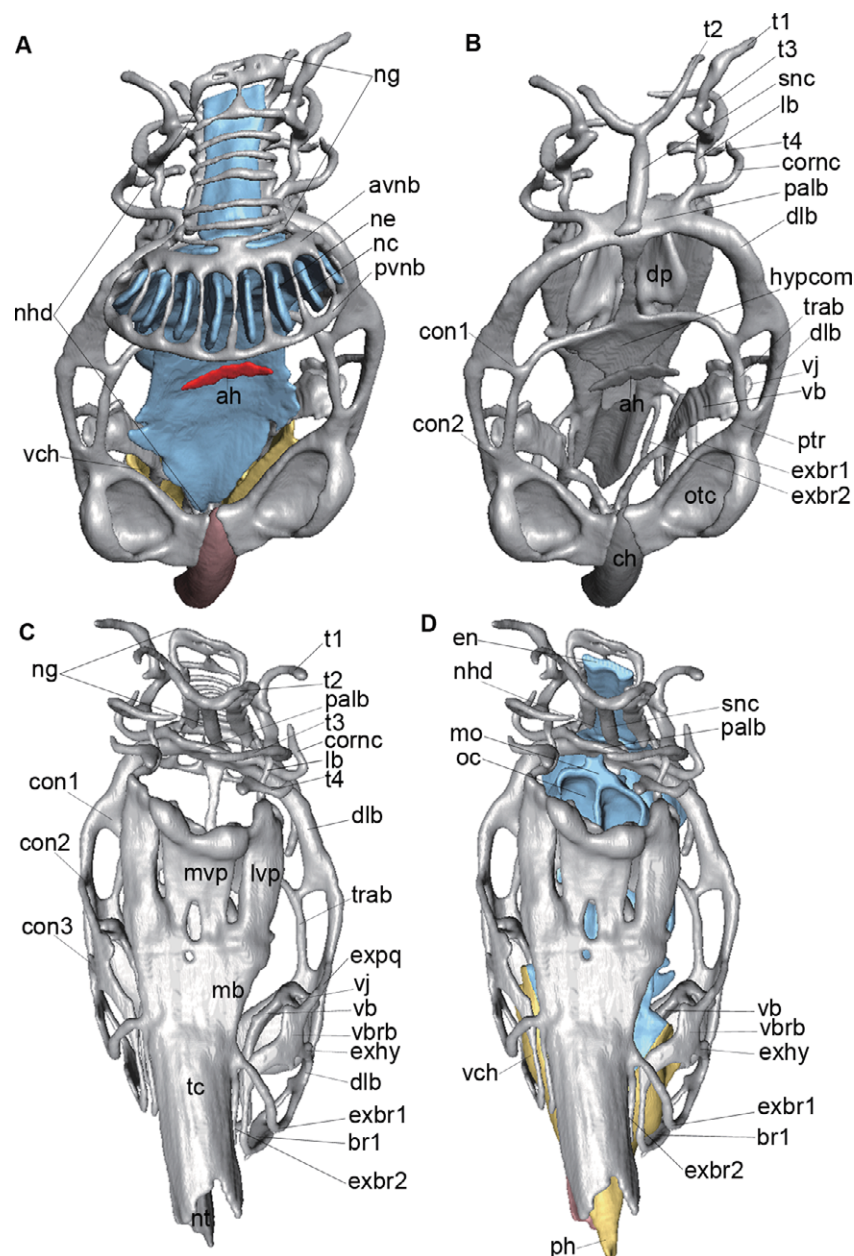 A
ng
avnb
ne
nc
pvnb
nhd
ah
vch
B
t2
t1
t3
snc
lb
t4
cornc
palb
dlb
dp
hypcom
trab
dlb
con1
vj
vb
ah
con2
ptr
exbr1
otc
exbr2
ch
C
ng
t1
t2
palb
t3
cornc
lb
t4
con1
dlb
con2
mvp
lvp
trab
con3
expq
mb
vj
vb
vbrb
exhy
tc
dlb
exbr1
br1
exbr2
nt
D
en
nhd
snc
mo
palb
oc
vb
vbrb
vch
exhy
exbr1
br1
exbr2
ph